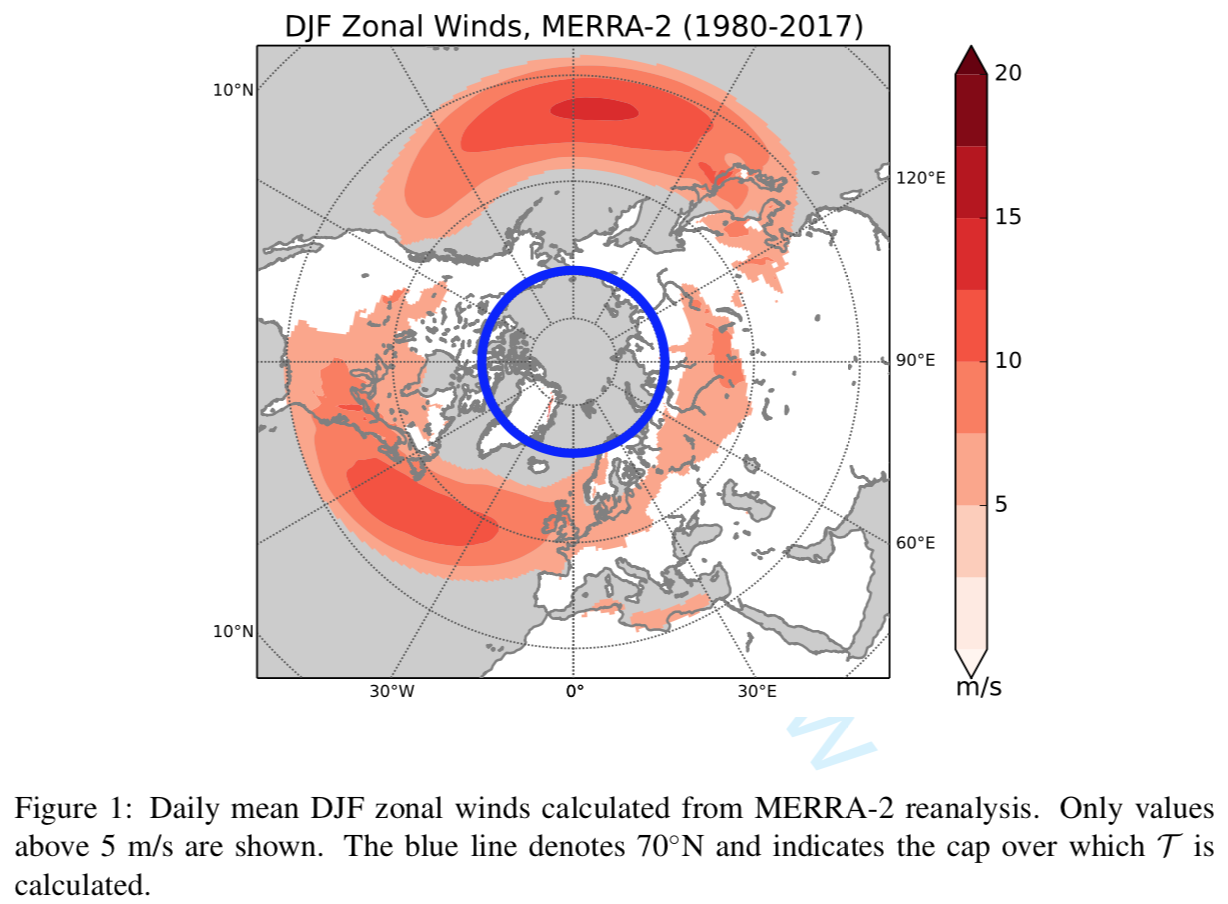 DJF Zonal Winds, MERRA-2 (1980-2017)
10°N
120°E
90°E
60°E
10°N
30°W
0°
30°E
20
15
10
5
m/s
W
Figure 1: Daily mean DJF zonal winds calculated from MERRA-2 reanalysis. Only values
above 5 m/s are shown. The blue line denotes 70°N and indicates the cap over which 𝒯 is
calculated.